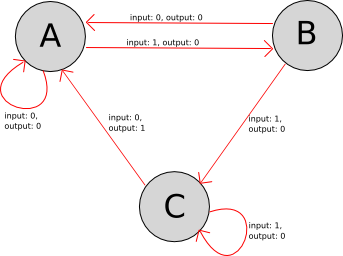 input: 0, output: 0
A
B
input: 1, output: 0
input: 0,
output: 0
input: 0,
output: 1
input: 1,
output: 0
C
input: 1,
output: 0